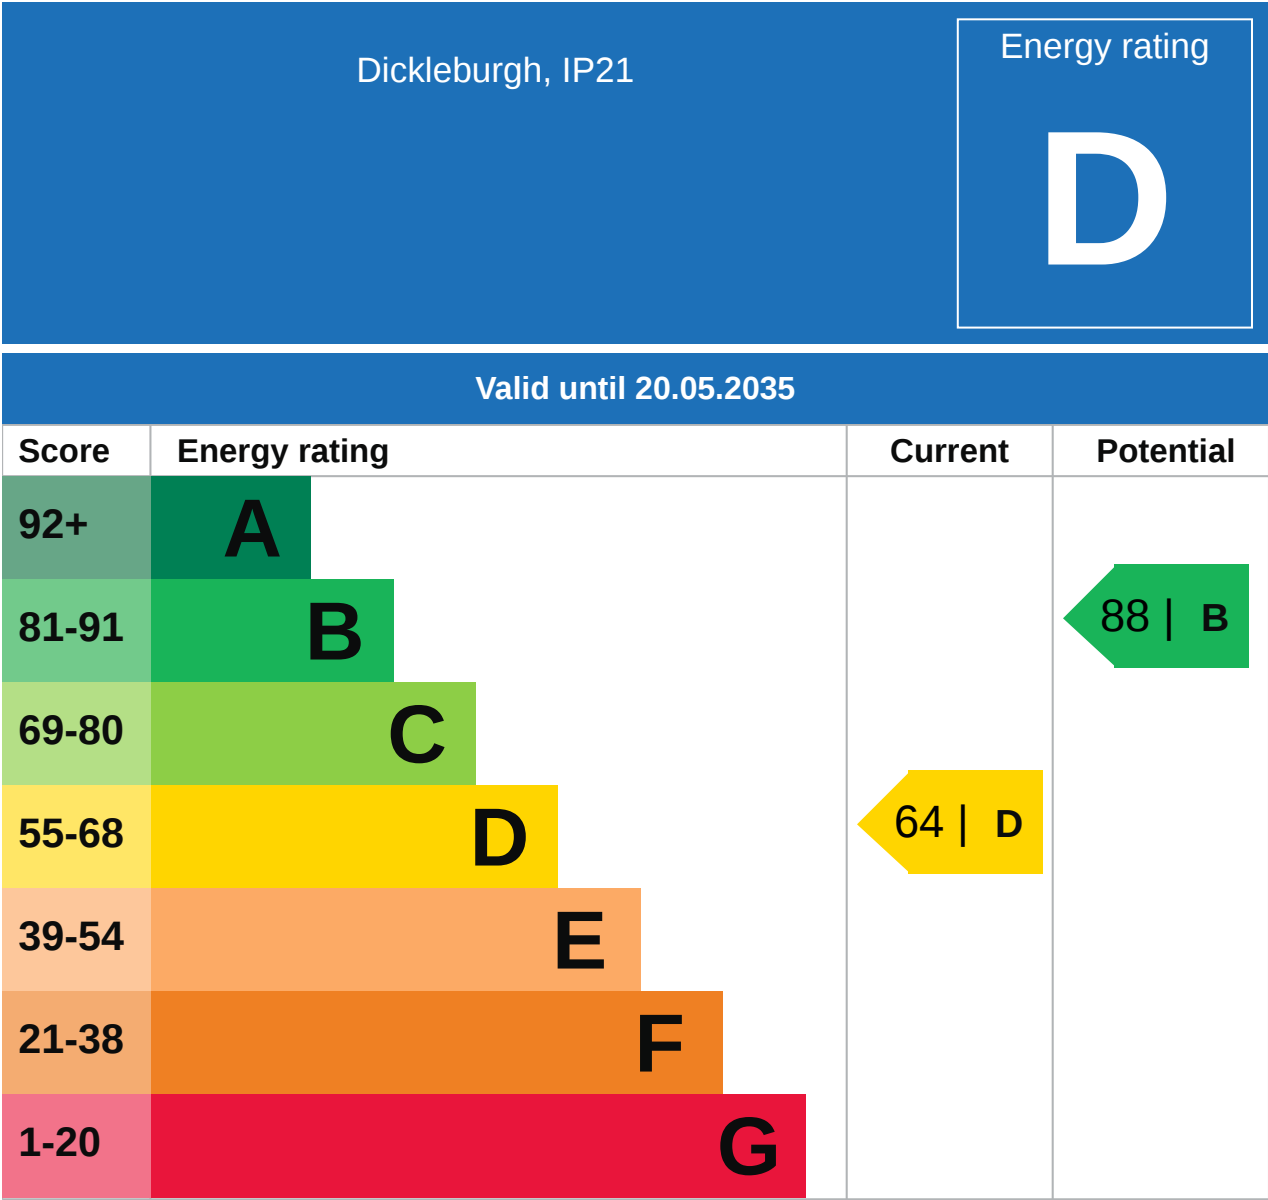 Dickleburgh, IP21
Energy rating
D
Valid until 20.05.2035
Score Energy rating Current Potential
92+ A
81-91 B 88 | B
69-80 C
55-68 D 64 | D
39-54 E
21-38 F
1-20 G